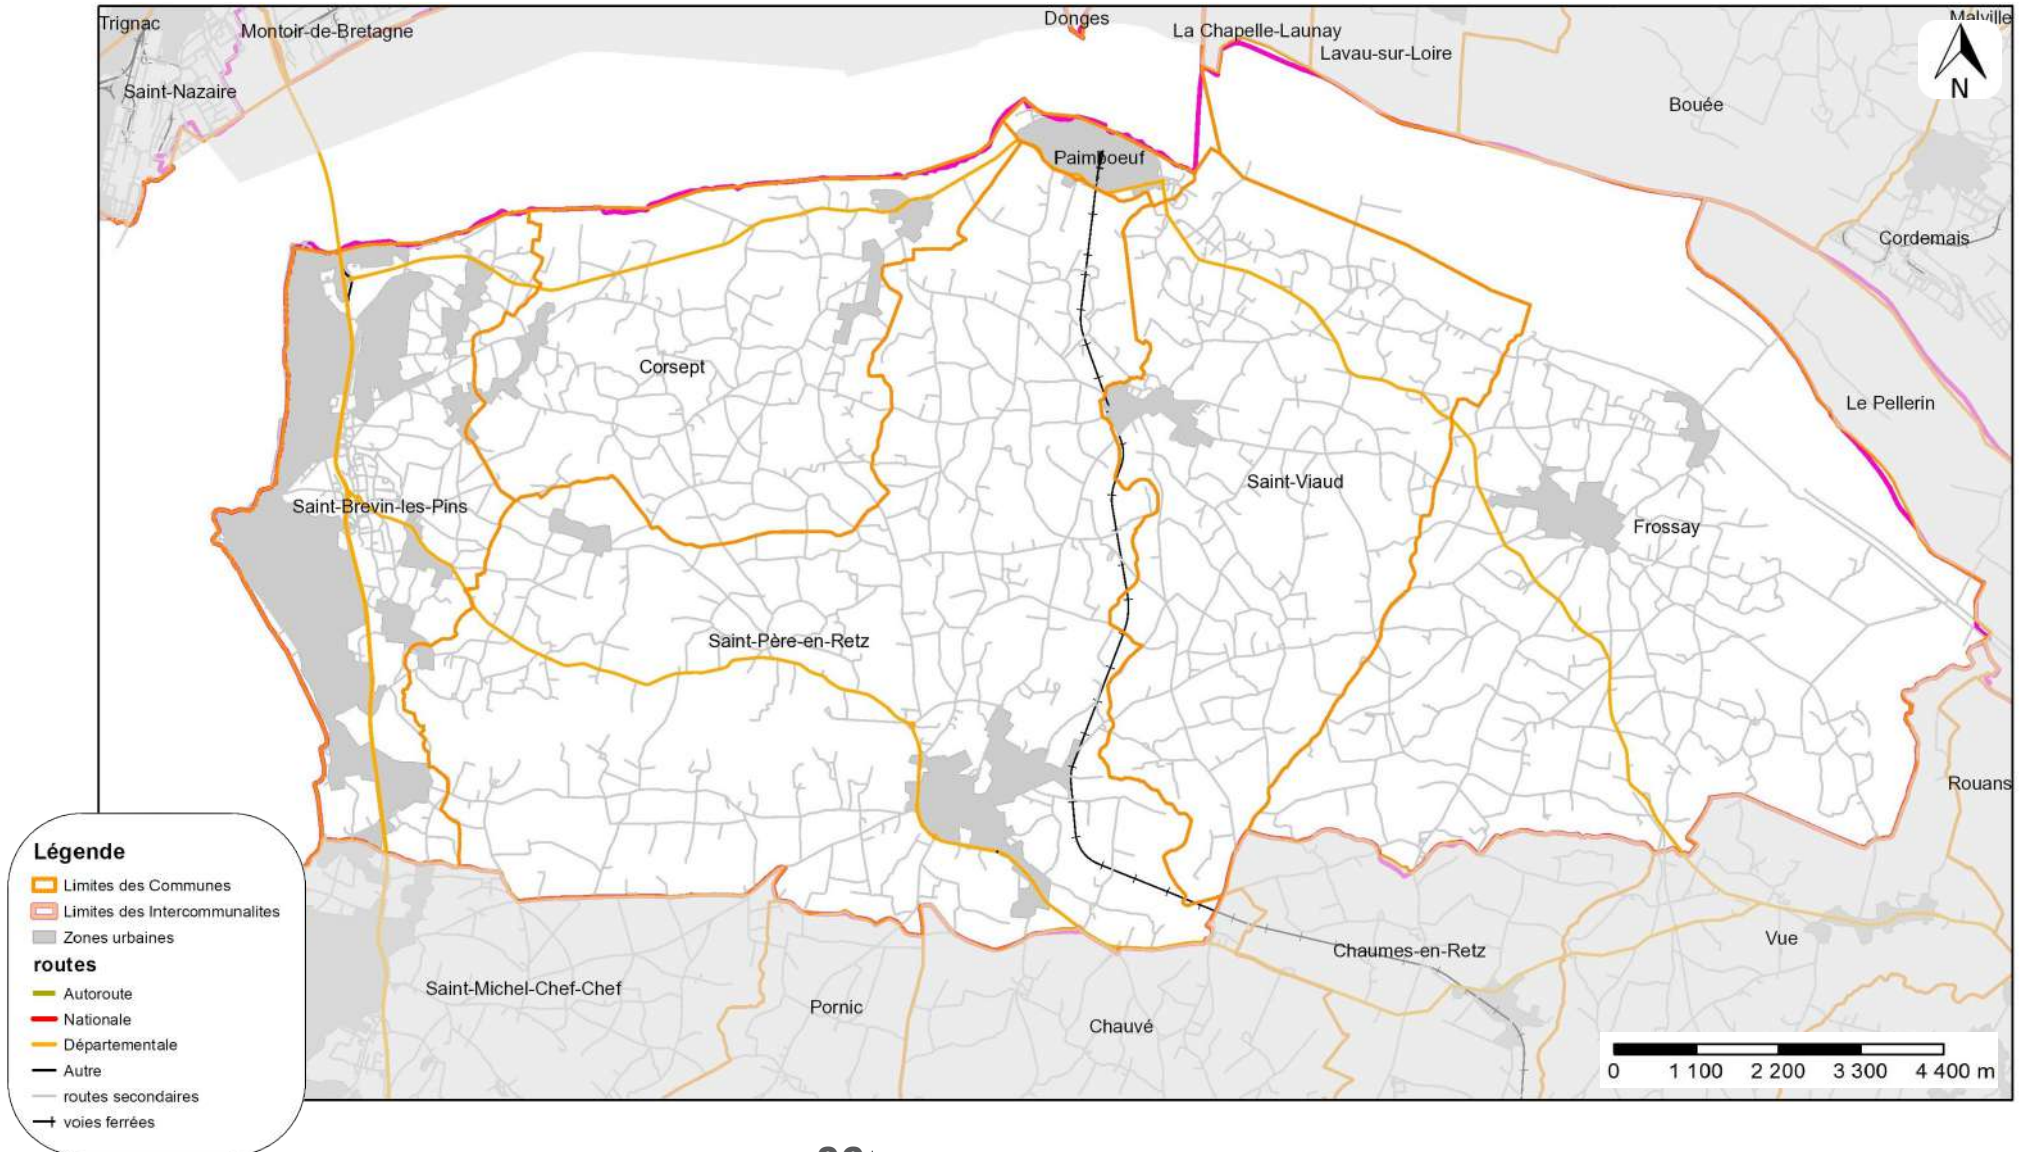 Trignac
Montoir-de-Bretagne
Donges
La Chapelle-Launay
Malville
Lavau-sur-Loire
Saint-Nazaire
Bouée
N
Paimboeuf
Cordemais
Corsept
Le Pellerin
Saint-Viaud
Saint-Brevin-les-Pins
Frossay
Saint-Père-en-Retz
Rouans
Vue
Chaumes-en-Retz
Saint-Michel-Chef-Chef
Pornic
Chauvé
0 1 100 2 200 3 300 4 400 m
Légende
Limites des Communes
Limites des Intercommunalites
Zones urbaines
routes
Autoroute
Nationale
Départementale
Autre
routes secondaires
voies ferrées